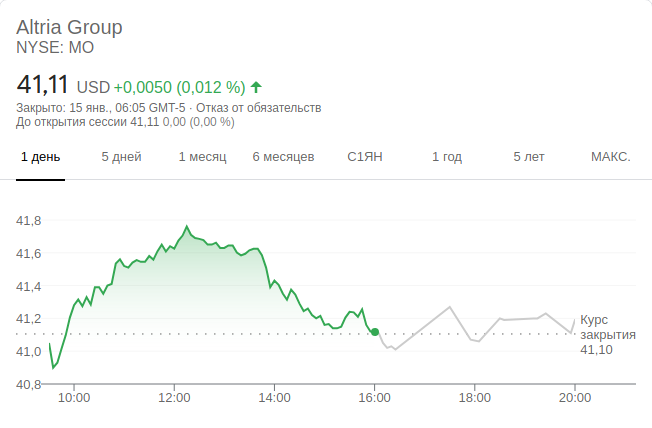 Altria Group
NYSE: MO
41,11 USD +0,0050 (0,012 %)
Закрыто: 15 янв., 06:05 GMT-5 · Отказ от обязательств
До открытия сессии 41,11 0,00 (0,00 %)
1 день 5 дней 1 месяц 6 месяцев С1ЯН 1 год 5 лет МАКС.
41,8
41,6
41,4
41,2
41,0
40,8
Курс
закрытия
41,10
10:00 12:00 14:00 16:00 18:00 20:00